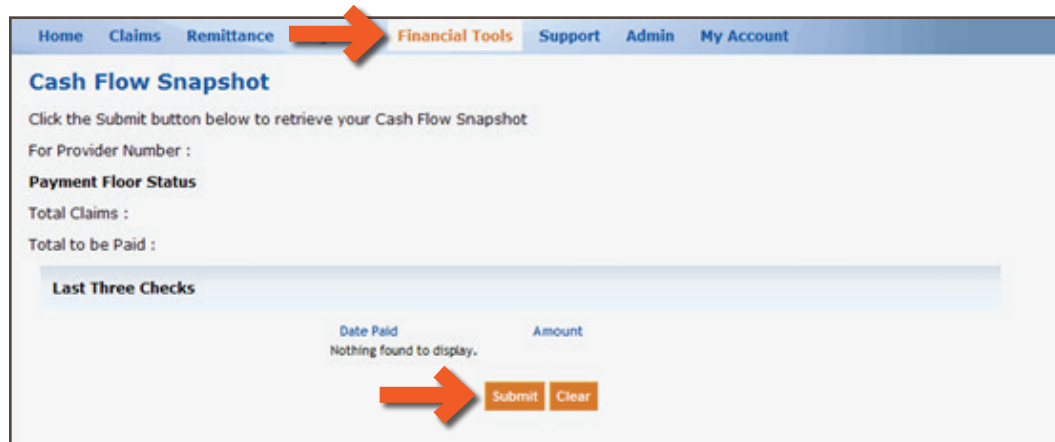 Home Claims Remittance Financial Tools Support Admin My Account
Cash Flow Snapshot
Click the Submit button below to retrieve your Cash Flow Snapshot
For Provider Number :
Payment Floor Status
Total Claims :
Total to be Paid :
Last Three Checks
Date Paid Amount
Nothing found to display.
Submit Clear